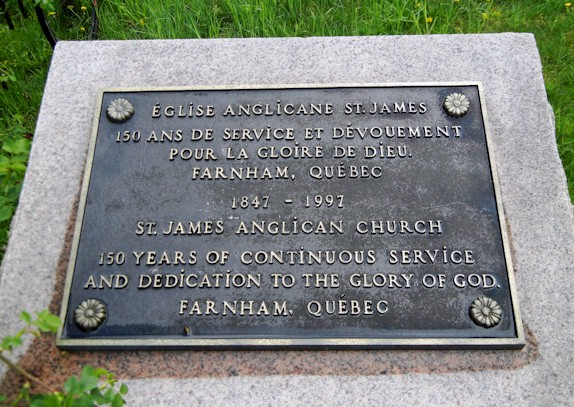 ÉGLISE ANGLICANE ST. JAMES
150 ANS DE SERVICE ET DÉVOUEMENT
POUR LA GLOIRE DE DIEU.
FARNHAM, QUÉBEC
1847 - 1997
ST. JAMES ANGLICAN CHURCH
150 YEARS OF CONTINUOUS SERVICE
AND DEDICATION TO THE GLORY OF GOD.
FARNHAM, QUÉBEC